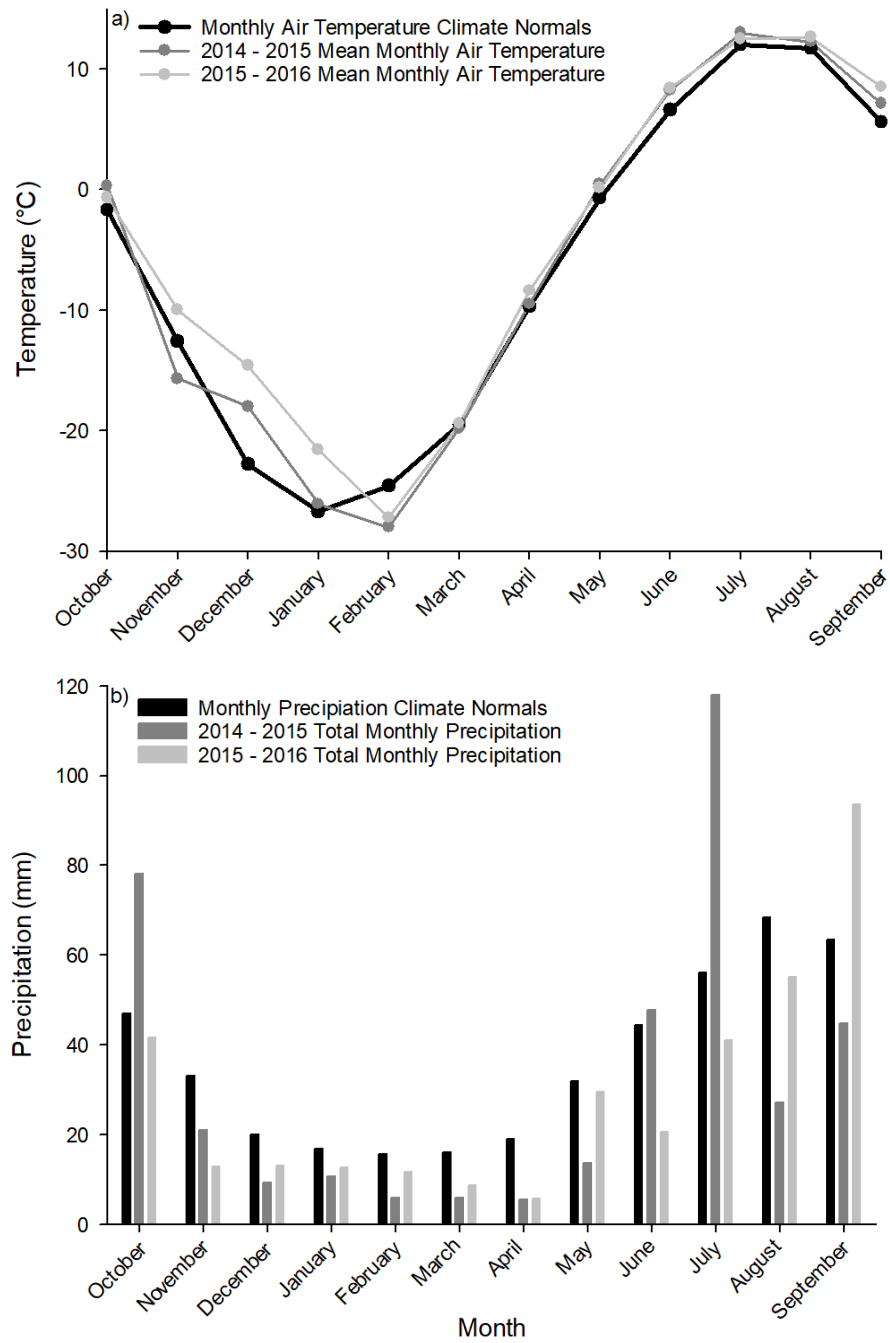 a)
Monthly Air Temperature Climate Normals
2014 - 2015 Mean Monthly Air Temperature
2015 - 2016 Mean Monthly Air Temperature
Temperature (°C)
10
0
-10
-20
-30
October
November
December
January
February
March
April
May
June
July
August
September
b)
Monthly Precipiation Climate Normals
2014 - 2015 Total Monthly Precipitation
2015 - 2016 Total Monthly Precipitation
Precipitation (mm)
120
100
80
60
40
20
0
October
November
December
January
February
March
April
May
June
July
August
September
Month